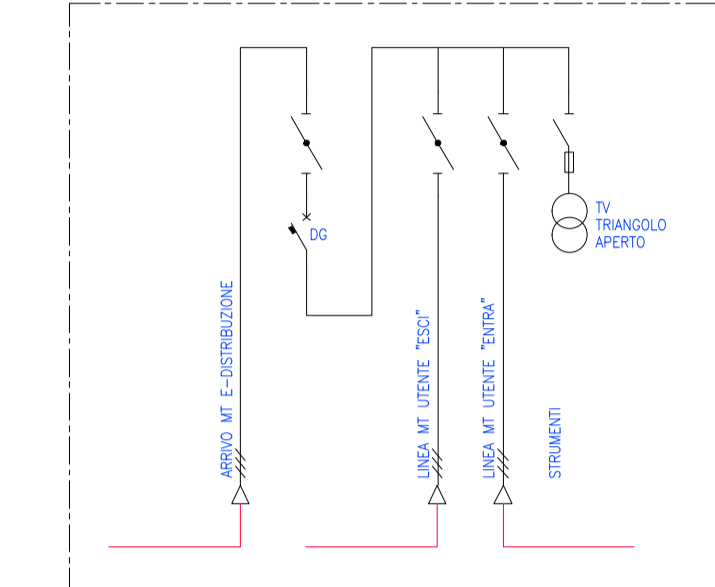 ARRIVO MT E-DISTRIBUZIONE
DG
LINEA MT UTENTE "ESCI"
LINEA MT UTENTE "ENTRA"
STRUMENTI
TV
TRIANGOLO
APERTO